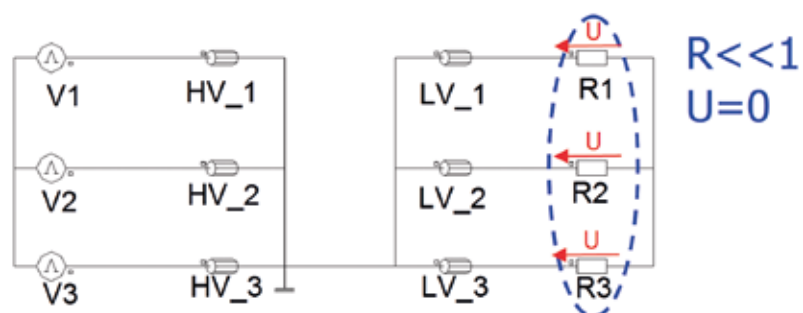 U
V1 HV_1 LV_1 R1
R<<1
U=0
U
V2 HV_2 LV_2 R2
U
V3 HV_3 LV_3 R3